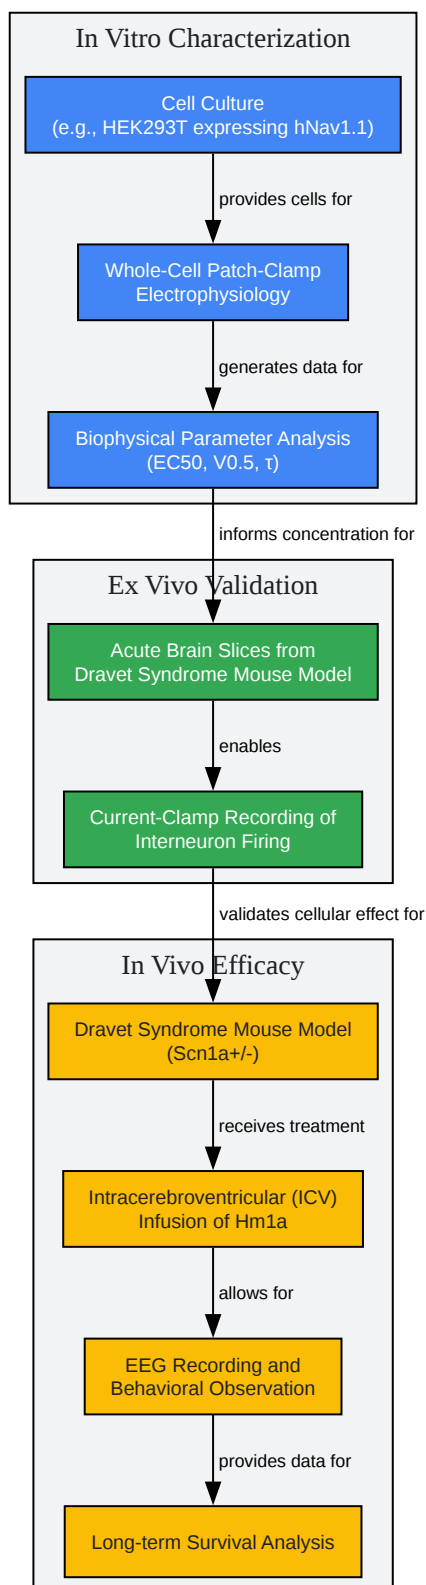 In Vitro Characterization
Cell Culture
(e.g., HEK293T expressing hNav1.1)
provides cells for
Whole-Cell Patch-Clamp
Electrophysiology
generates data for
Biophysical Parameter Analysis
(EC50, V0.5, τ)
informs concentration for
Ex Vivo Validation
Acute Brain Slices from
Dravet Syndrome Mouse Model
enables
Current-Clamp Recording of
Interneuron Firing
validates cellular effect for
In Vivo Efficacy
Dravet Syndrome Mouse Model
(Scn1a+/-)
receives treatment
Intracerebroventricular (ICV)
Infusion of Hm1a
allows for
EEG Recording and
Behavioral Observation
provides data for
Long-term Survival Analysis